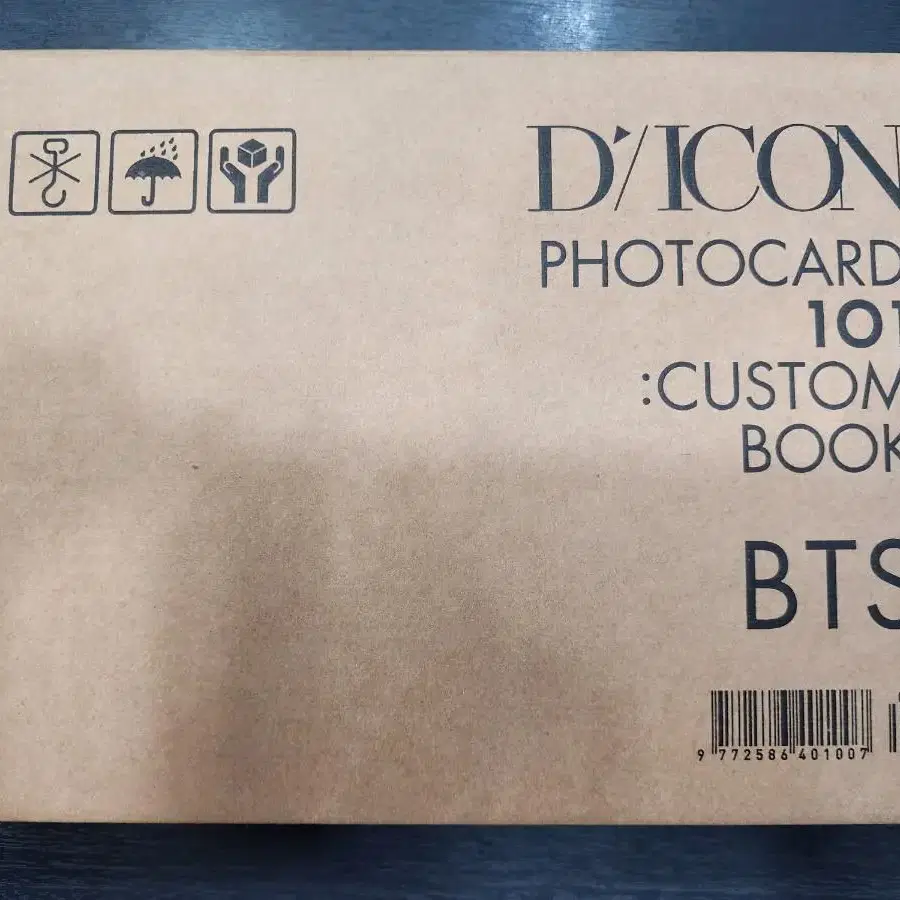 D'/ICON
PHOTOCARD
101
:CUSTOM
BOOK
BTS
9 772586 401007